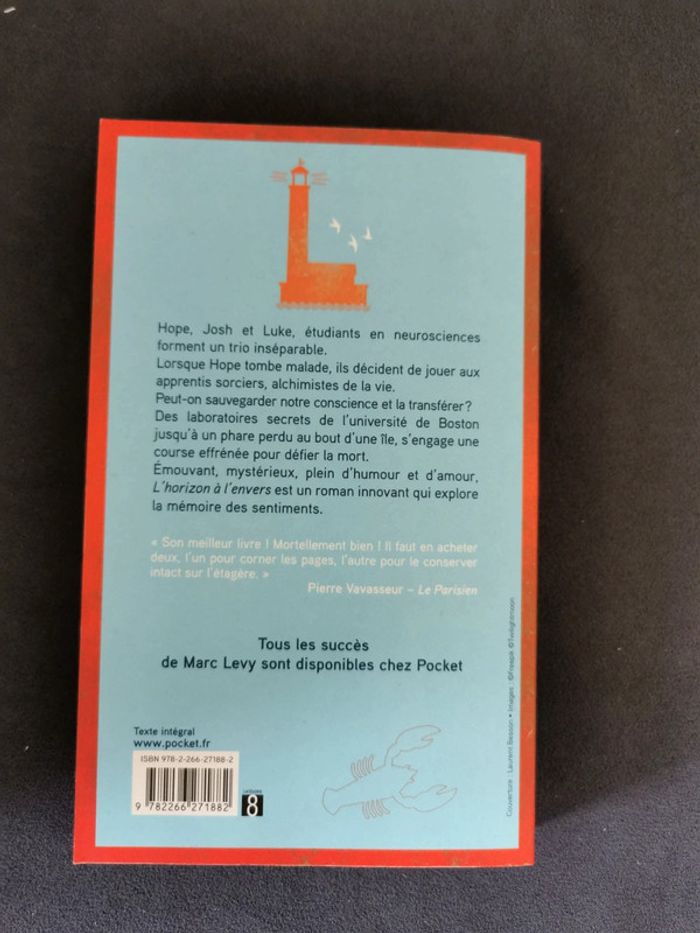 Hope, Josh et Luke, étudiants en neurosciences
forment un trio inséparable.
Lorsque Hope tombe malade, ils décident de jouer aux
apprentis sorciers, alchimistes de la vie.
Peut-on sauvegarder notre conscience et la transférer ?
Des laboratoires secrets de l'université de Boston
jusqu'à un phare perdu au bout d'une île, s'engage une
course effrénée pour défier la mort.
Émouvant, mystérieux, plein d'humour et d'amour,
L'horizon à l'envers est un roman innovant qui explore
la mémoire des sentiments.
« Son meilleur livre ! Mortellement bien ! Il faut en acheter
deux, l'un pour corner les pages, l'autre pour le conserver
intact sur l'étagère. »
Pierre Vavasseur – Le Parisien
Tous les succès
de Marc Levy sont disponibles chez Pocket
Texte intégral
www.pocket.fr
ISBN 978-2-266-27188-2
9 782266 271882
8
Couverture : Laurent Besson • Images : ©Freepik ©Twilightmoon